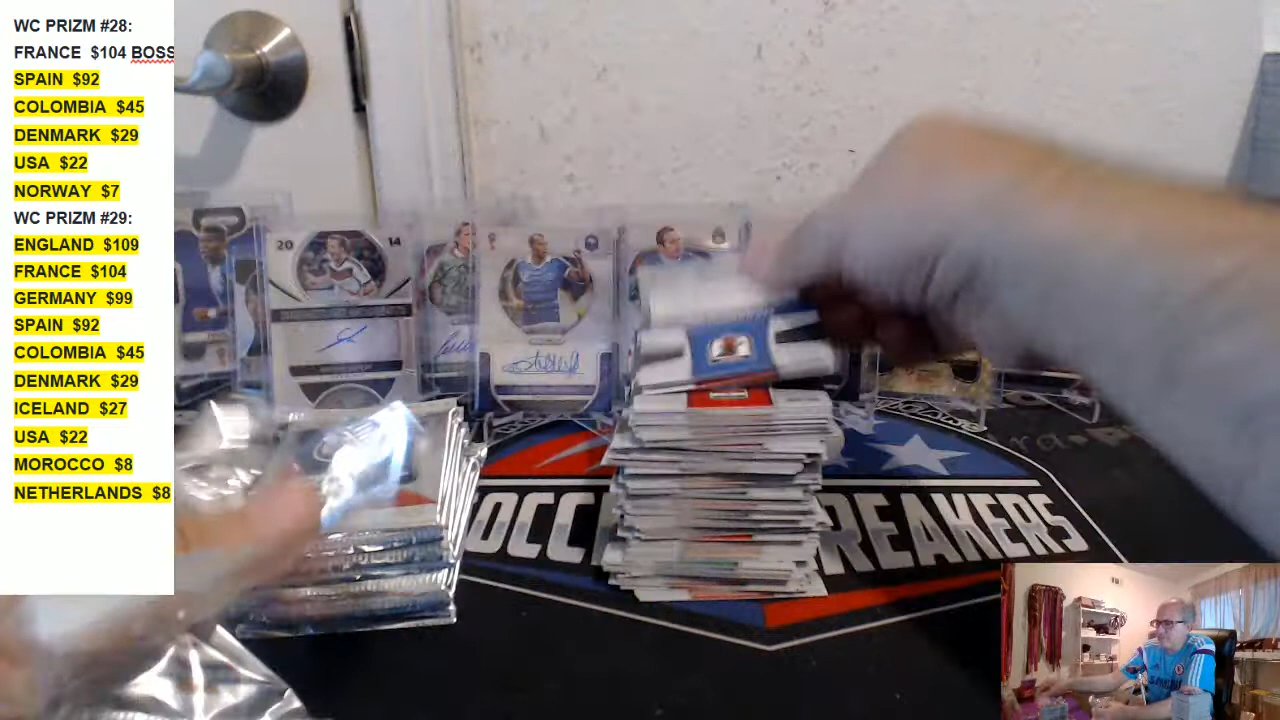 WC PRIZM #28:
FRANCE $104 BOSS
SPAIN $92
COLOMBIA $45
DENMARK $29
USA $22
NORWAY $7
WC PRIZM #29:
ENGLAND $109
FRANCE $104
GERMANY $99
SPAIN $92
COLOMBIA $45
DENMARK $29
ICELAND $27
USA $22
MOROCCO $8
NETHERLANDS $8
20 14
SOCC REAKERS